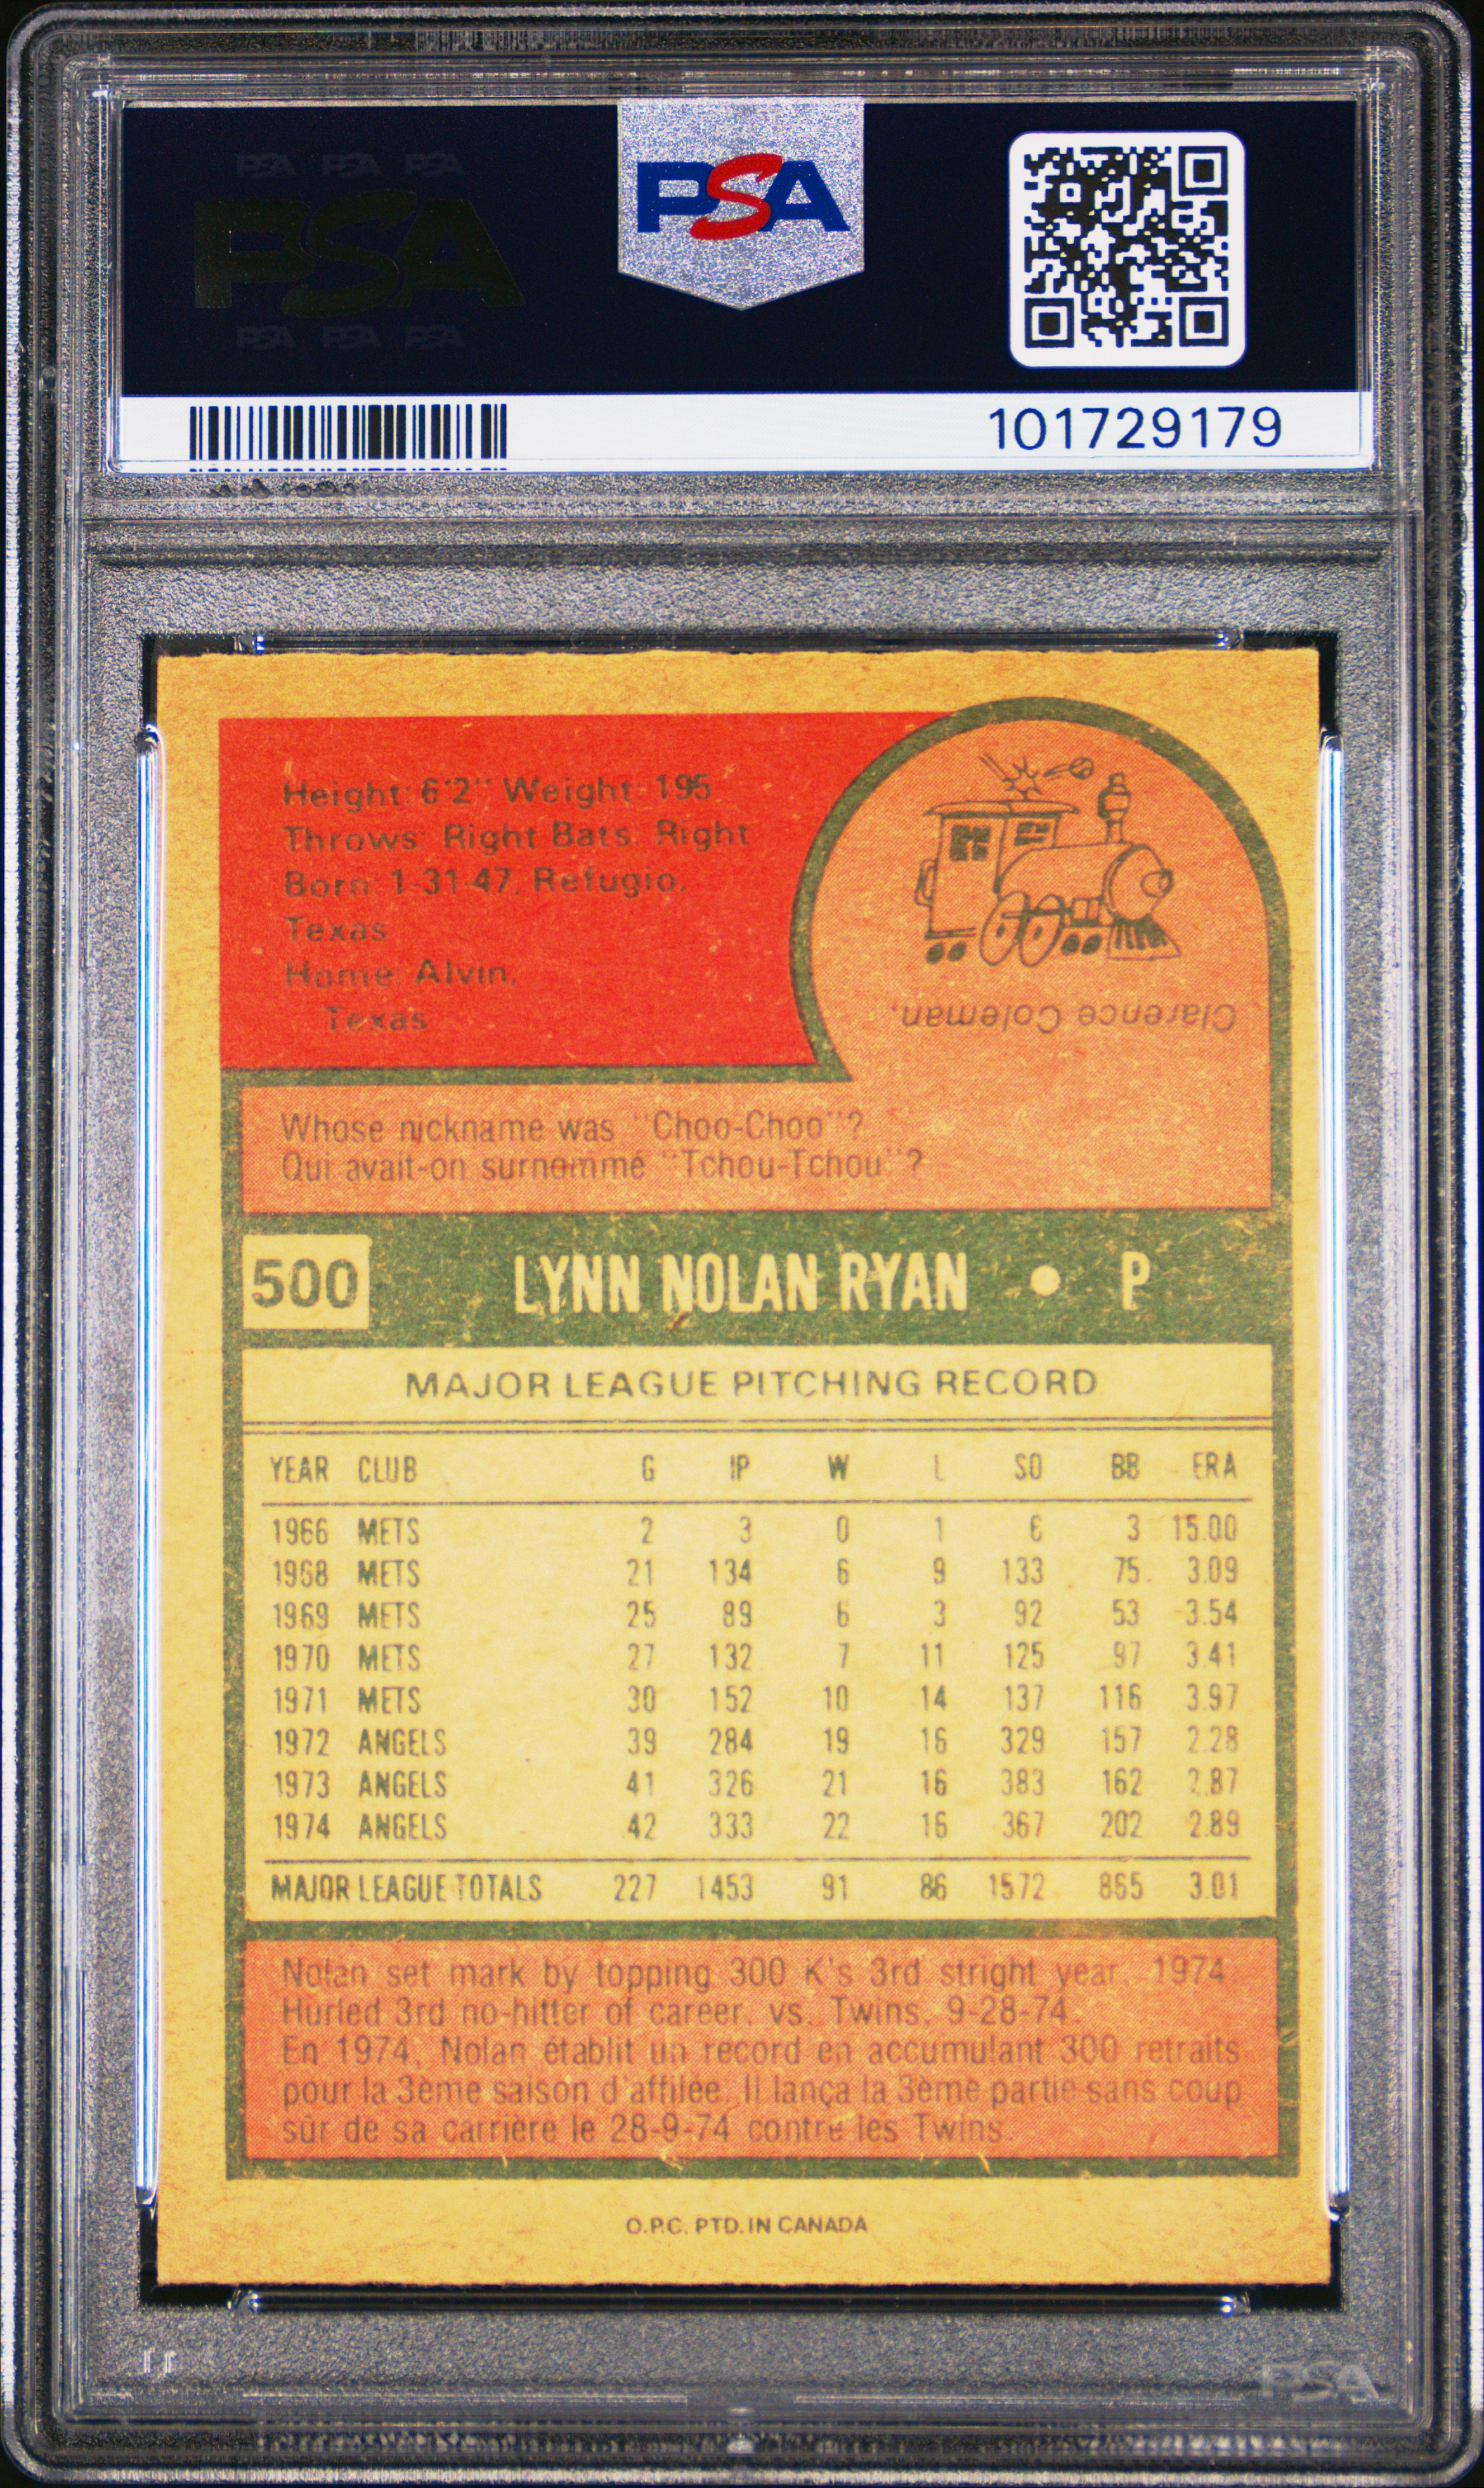 PSA PSA PSA
PSA
PSA PSA PSA
PSA
101729179
Height: 6'2" Weight: 195
Throws: Right Bats: Right
Born: 1-31-47, Refugio,
Texas
Home: Alvin,
Texas
Clarence Coleman.
Whose nickname was "Choo-Choo"?
Qui avait-on surnommé "Tchou-Tchou"?
500 LYNN NOLAN RYAN • P
MAJOR LEAGUE PITCHING RECORD
YEAR CLUB G IP W L SO BB ERA
1966 METS 2 3 0 1 6 3 15.00
1968 METS 21 134 6 9 133 75 3.09
1969 METS 25 89 6 3 92 53 3.54
1970 METS 27 132 7 11 125 97 3.41
1971 METS 30 152 10 14 137 116 3.97
1972 ANGELS 39 284 19 16 329 157 2.28
1973 ANGELS 41 326 21 16 383 162 2.87
1974 ANGELS 42 333 22 16 367 202 2.89
MAJOR LEAGUE TOTALS 227 1453 91 86 1572 865 3.01
Nolan set mark by topping 300 K's 3rd stright year, 1974
Hurled 3rd no-hitter of career, vs. Twins, 9-28-74.
En 1974, Nolan établit un record en accumulant 300 retraits
pour la 3ème saison d'affilée. Il lança la 3ème partie sans coup
sûr de sa carrière le 28-9-74 contre les Twins.
O.P.C. PTD. IN CANADA
PSA